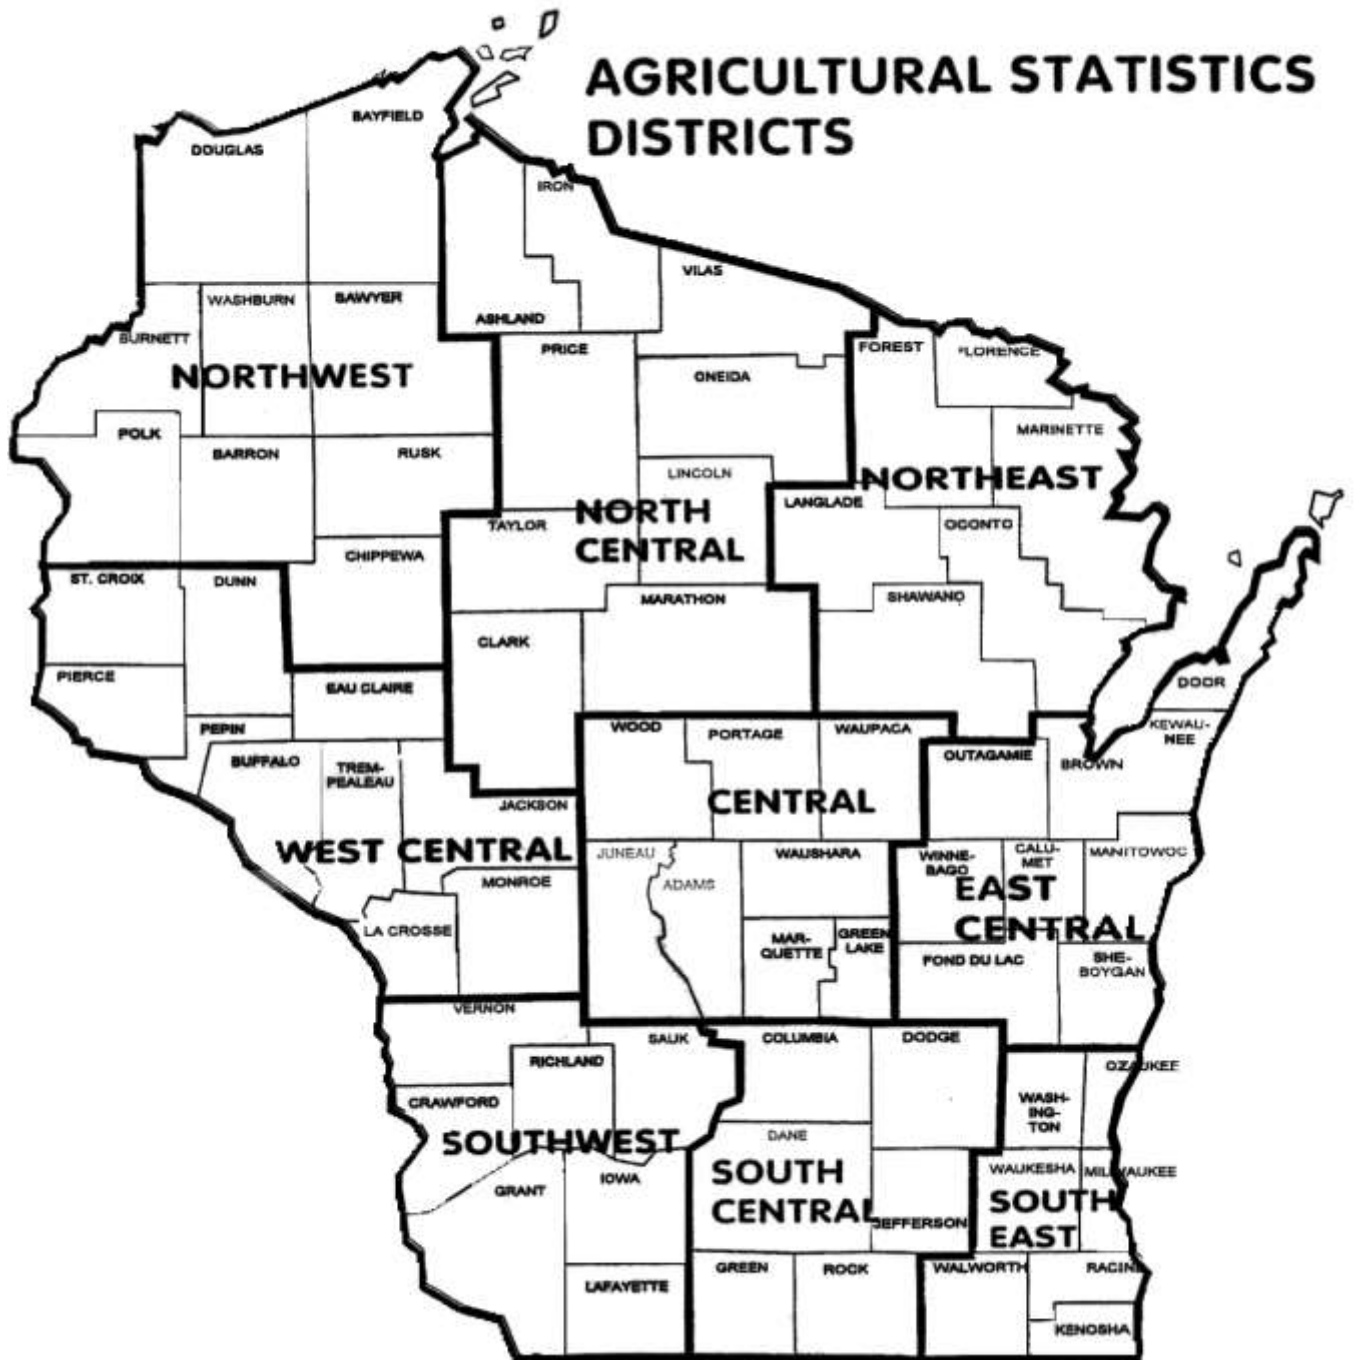 AGRICULTURAL STATISTICS
DISTRICTS
BAYFIELD
DOUGLAS
IRON
VILAS
WASHBURN
SAWYER
ASHLAND
BURNETT
PRICE
FOREST
FLORENCE
NORTHWEST
ONEIDA
POLK
MARINETTE
BARRON
RUSK
LINCOLN
NORTHEAST
LANGLADE
TAYLOR
NORTH
CENTRAL
OCONTO
CHIPPEWA
ST. CROIX
DUNN
MARATHON
SHAWANO
CLARK
PIERCE
EAU CLAIRE
DOOR
PEPIN
WOOD
PORTAGE
WAUPACA
KEWAU-
NEE
BUFFALO
TREM-
PEALEAU
OUTAGAMIE
BROWN
JACKSON
CENTRAL
WEST CENTRAL
JUNEAU
WAUSHARA
WINNE-
BAGO
CALU-
MET
MANITOWOC
MONROE
ADAMS
EAST
CENTRAL
LA CROSSE
MAR-
QUETTE
GREEN
LAKE
FOND DU LAC
SHE-
BOYGAN
VERNON
SAUK
COLUMBIA
DODGE
RICHLAND
OZAUKEE
CRAWFORD
WASH-
ING-
TON
SOUTHWEST
DANE
GRANT
IOWA
SOUTH
CENTRAL
WAUKESHA
MILWAUKEE
JEFFERSON
SOUTH
EAST
LAFAYETTE
GREEN
ROCK
WALWORTH
RACINE
KENOSHA